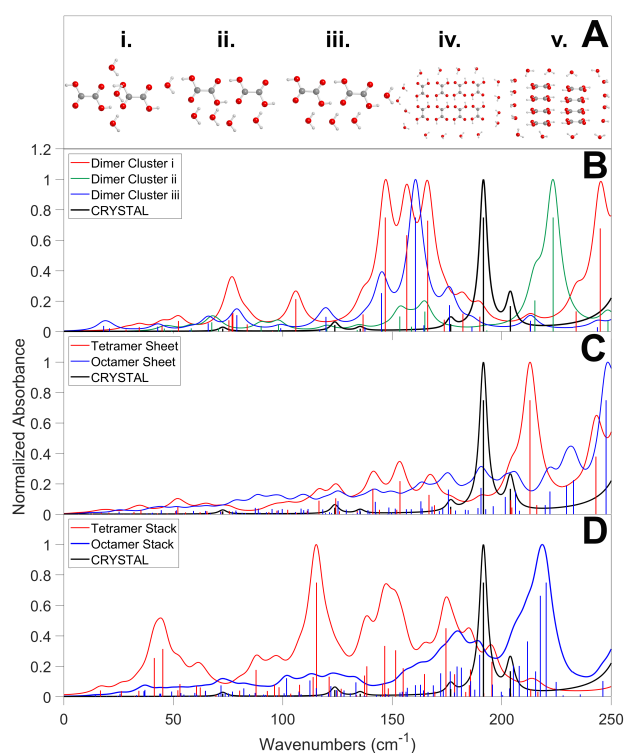 i. ii. iii. iv. v. A
1.2 B
Dimer Cluster i
Dimer Cluster ii
Dimer Cluster iii
CRYSTAL
1
0.8
0.6
0.4
0.2
0
C
Tetramer Sheet
Octamer Sheet
CRYSTAL
1
0.8
0.6
0.4
0.2
0
D
Tetramer Stack
Octamer Stack
CRYSTAL
1
0.8
0.6
0.4
0.2
0
Normalized Absorbance
0 50 100 150 200 250
Wavenumbers (cm⁻¹)